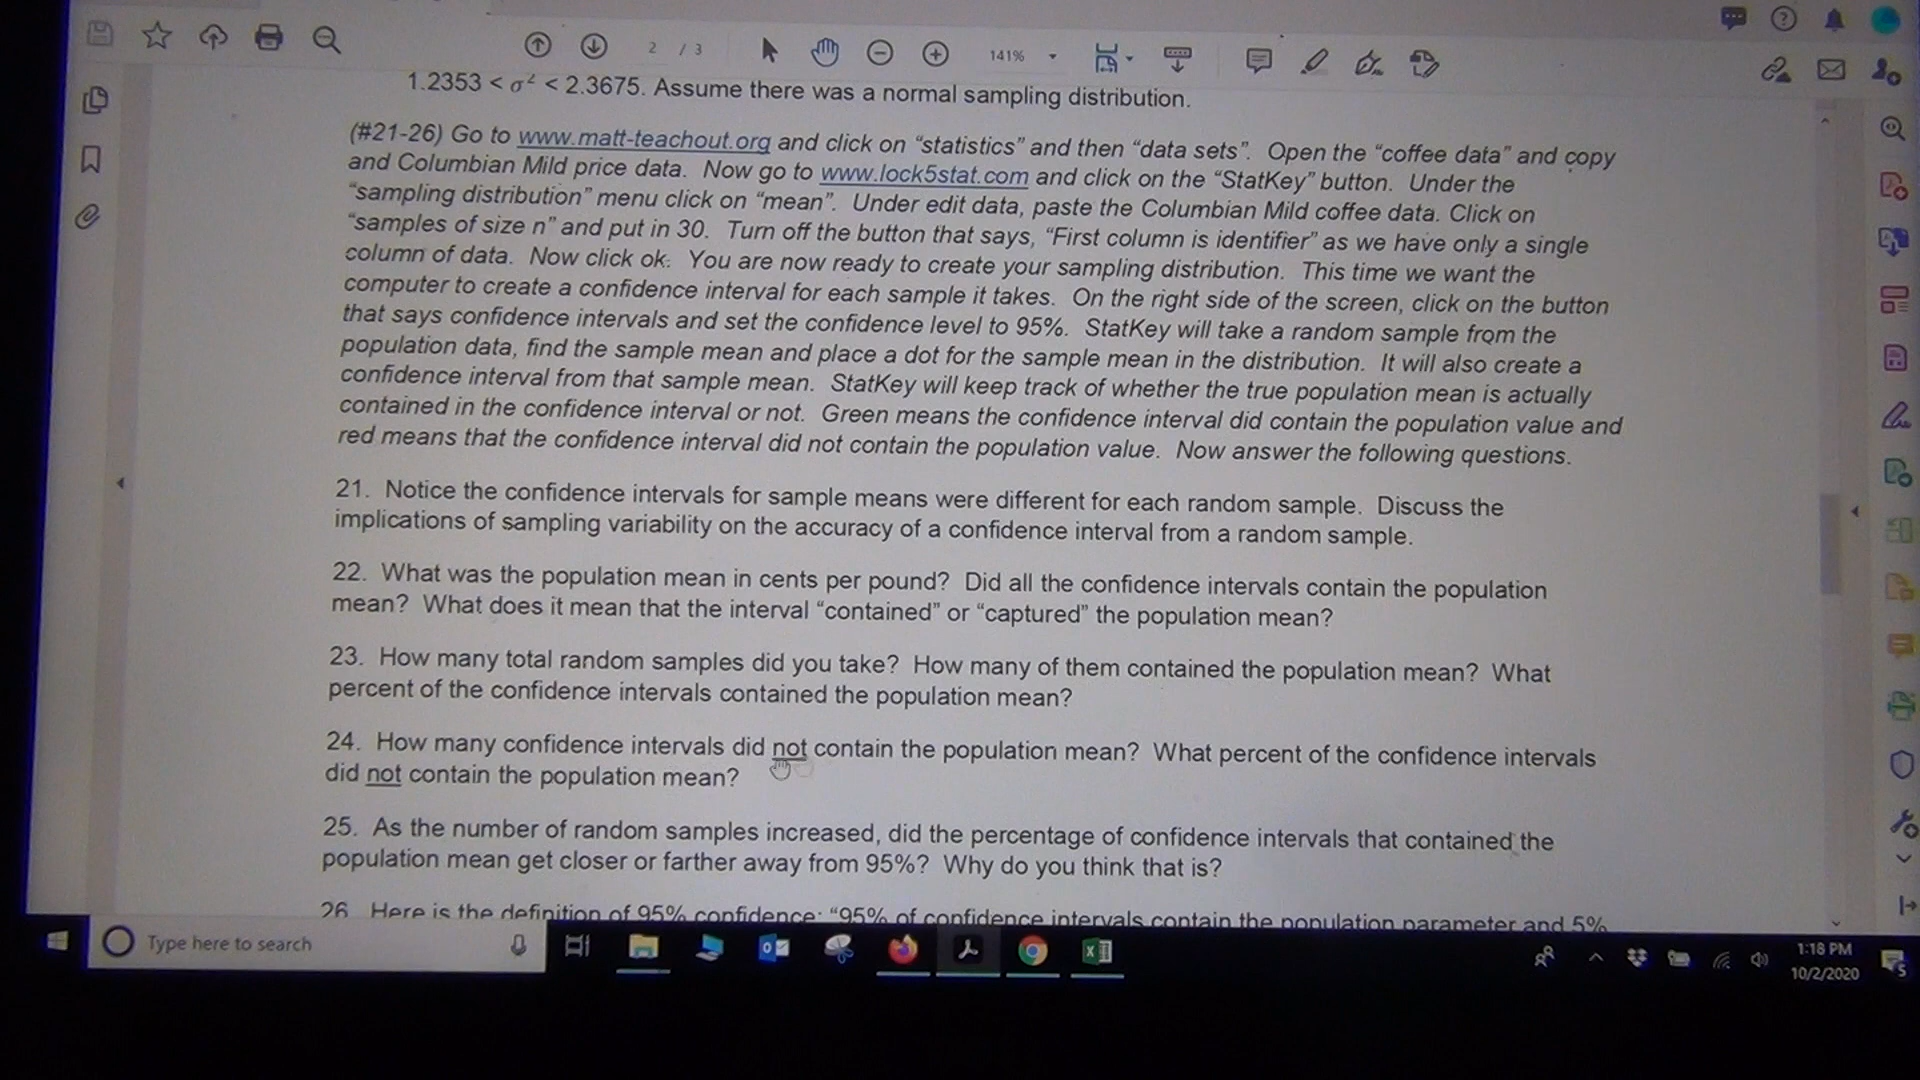 2 / 3
141%
1.2353 < σ² < 2.3675. Assume there was a normal sampling distribution.
(#21-26) Go to www.matt-teachout.org and click on “statistics” and then “data sets”. Open the “coffee data” and copy
and Columbian Mild price data. Now go to www.lock5stat.com and click on the “StatKey” button. Under the
“sampling distribution” menu click on “mean”. Under edit data, paste the Columbian Mild coffee data. Click on
“samples of size n” and put in 30. Turn off the button that says, “First column is identifier” as we have only a single
column of data. Now click ok. You are now ready to create your sampling distribution. This time we want the
computer to create a confidence interval for each sample it takes. On the right side of the screen, click on the button
that says confidence intervals and set the confidence level to 95%. StatKey will take a random sample from the
population data, find the sample mean and place a dot for the sample mean in the distribution. It will also create a
confidence interval from that sample mean. StatKey will keep track of whether the true population mean is actually
contained in the confidence interval or not. Green means the confidence interval did contain the population value and
red means that the confidence interval did not contain the population value. Now answer the following questions.
21. Notice the confidence intervals for sample means were different for each random sample. Discuss the
implications of sampling variability on the accuracy of a confidence interval from a random sample.
22. What was the population mean in cents per pound? Did all the confidence intervals contain the population
mean? What does it mean that the interval “contained” or “captured” the population mean?
23. How many total random samples did you take? How many of them contained the population mean? What
percent of the confidence intervals contained the population mean?
24. How many confidence intervals did not contain the population mean? What percent of the confidence intervals
did not contain the population mean?
25. As the number of random samples increased, did the percentage of confidence intervals that contained the
population mean get closer or farther away from 95%? Why do you think that is?
26. Here is the definition of 95% confidence: “95% of confidence intervals contain the population parameter and 5%
Type here to search
1:18 PM
10/2/2020
5